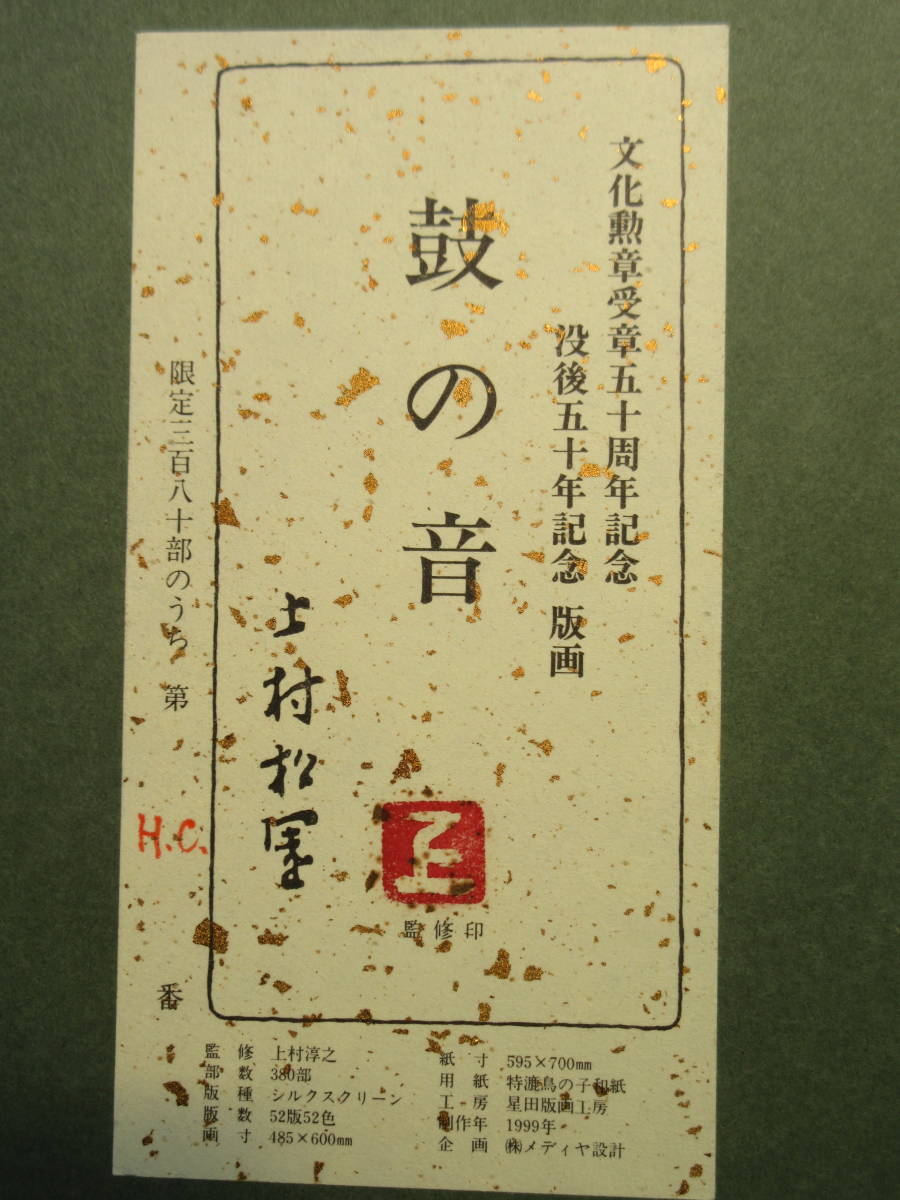 文化勲章受章五十周年記念
没後五十年記念 版画
鼓の音
上村松園
監修印
限定三百八十部のうち 第 H.C. 番
監修 上村淳之
部数 380部
版種 シルクスクリーン
版数 52版52色
画寸 485×600mm
紙寸 595×700mm
用紙 特漉鳥の子和紙
工房 星田版画工房
制作年 1999年
企画 ㈱メディヤ設計